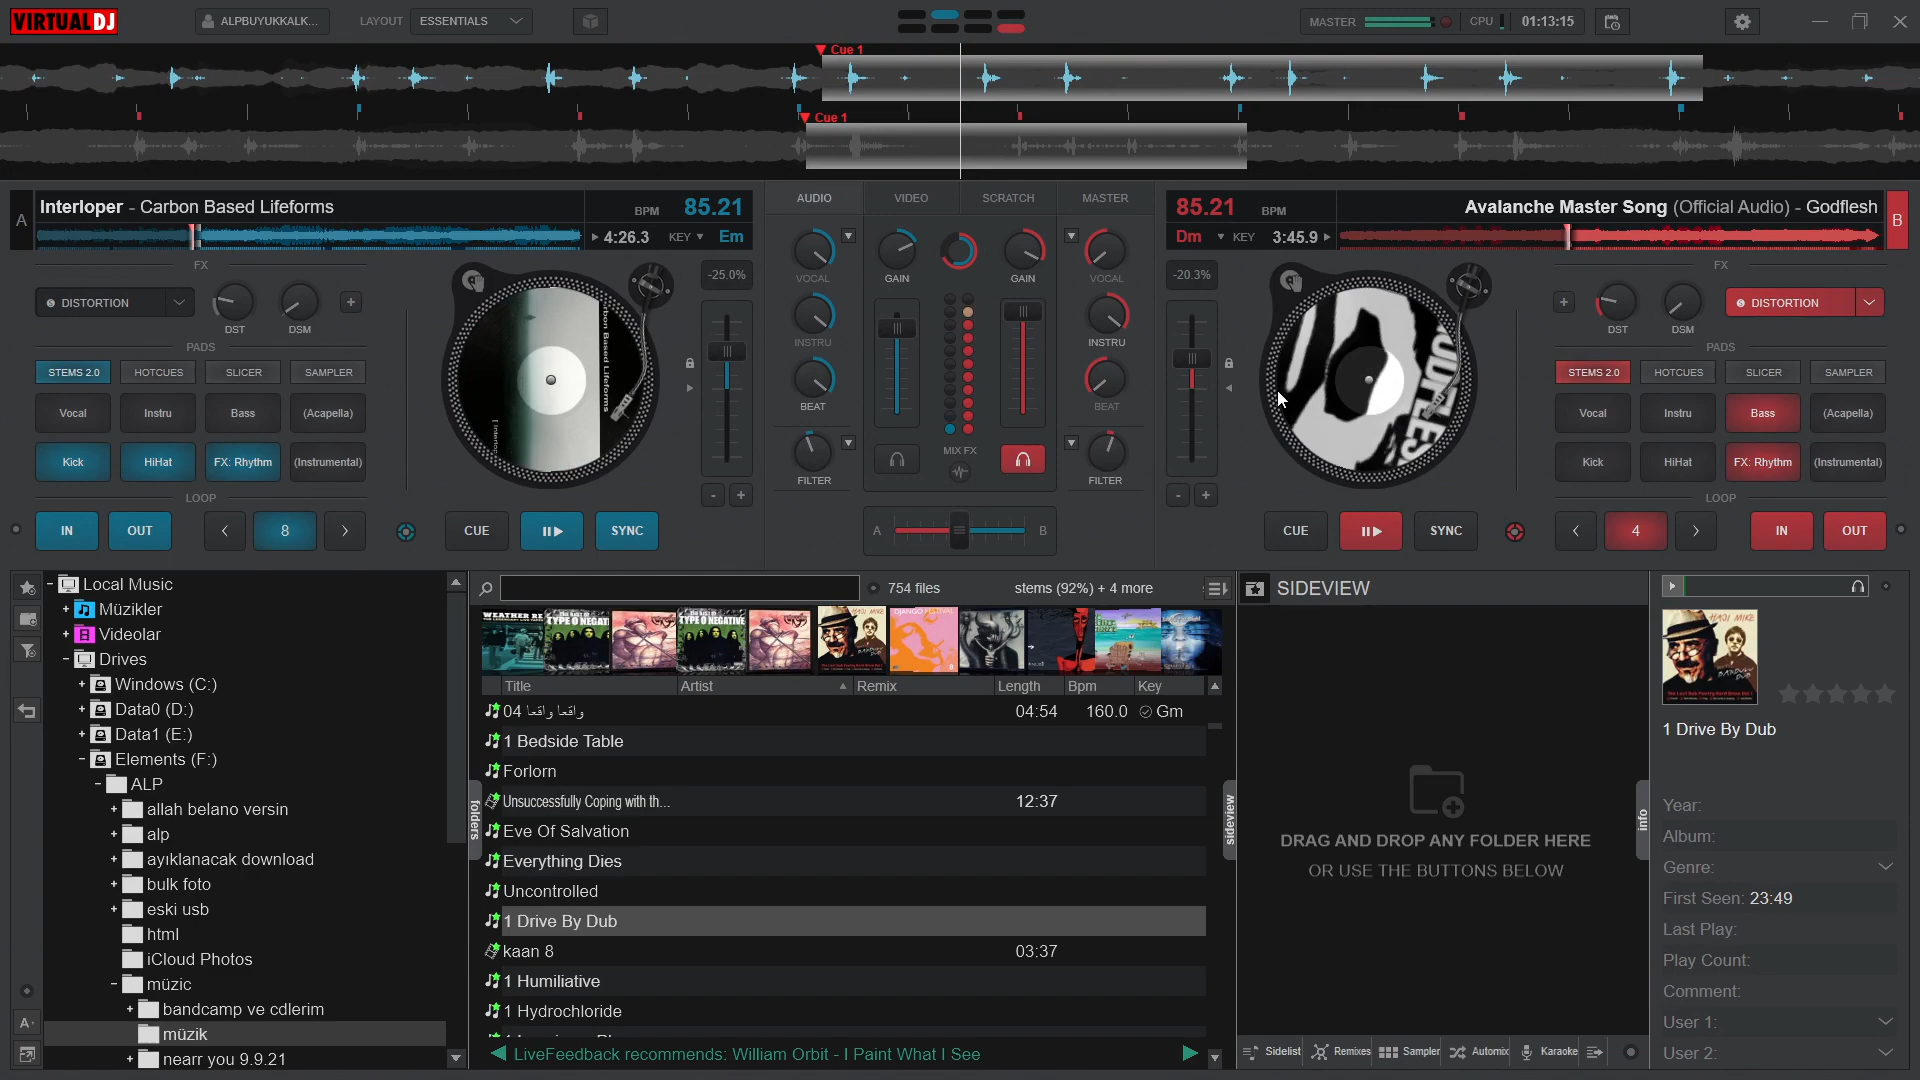 VIRTUALDJ
ALPBUYUKKALK...
LAYOUT
ESSENTIALS
MASTER
CPU
01:13:15
Cue 1
Cue 1
A
Interloper - Carbon Based Lifeforms
BPM 85.21
4:26.3 KEY Em
AUDIO VIDEO SCRATCH MASTER
85.21 BPM
Avalanche Master Song (Official Audio) - Godflesh
B
Dm KEY 3:45.9
FX
DISTORTION
DST DSM
-25.0%
VOCAL GAIN GAIN VOCAL
-20.3%
FX
DST DSM
DISTORTION
PADS
STEMS 2.0 HOTCUES SLICER SAMPLER
Vocal Instru Bass (Acapella)
Kick HiHat FX: Rhythm (Instrumental)
Carbon Based Lifeforms
INSTRU INSTRU
BEAT BEAT
FILTER MIX FX FILTER
PADS
STEMS 2.0 HOTCUES SLICER SAMPLER
Vocal Instru Bass (Acapella)
Kick HiHat FX: Rhythm (Instrumental)
- +
- +
LOOP
IN OUT < 8 > CUE SYNC
A B
CUE SYNC
LOOP
< 4 > IN OUT
Local Music
Müzikler
Videolar
Drives
Windows (C:)
Data0 (D:)
Data1 (E:)
Elements (F:)
ALP
allah belano versin
alp
ayıklanacak download
bulk foto
eski usb
html
iCloud Photos
müzic
bandcamp ve cdlerim
müzik
nearr you 9.9.21
folders
754 files
stems (92%) + 4 more
Title Artist Remix Length Bpm Key
04 واقعا واقعا 04:54 160.0 Gm
1 Bedside Table
Forlorn
Unsuccessfully Coping with th... 12:37
Eve Of Salvation
Everything Dies
Uncontrolled
1 Drive By Dub
kaan 8 03:37
1 Humiliative
1 Hydrochloride
LiveFeedback recommends: William Orbit - I Paint What I See
sideview
SIDEVIEW
DRAG AND DROP ANY FOLDER HERE
OR USE THE BUTTONS BELOW
Sidelist Remixes Sampler Automix Karaoke
info
HAJI MIKE
1 Drive By Dub
Year:
Album:
Genre:
First Seen: 23:49
Last Play:
Play Count:
Comment:
User 1:
User 2: